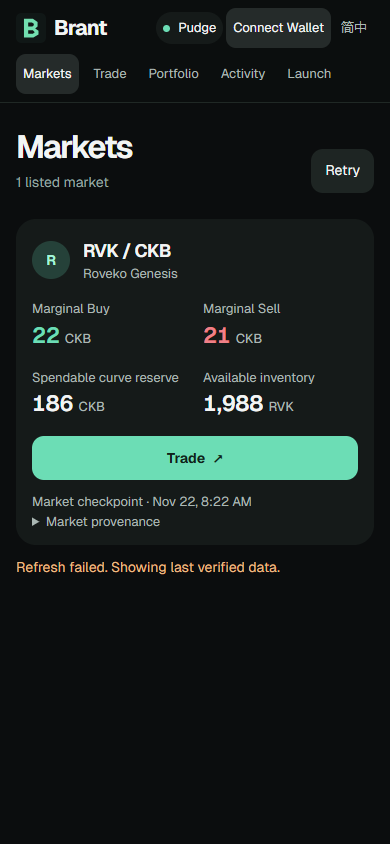 Brant
Pudge
Connect Wallet
简中
Markets
Trade
Portfolio
Activity
Launch
Markets
1 listed market
Retry
R
RVK / CKB
Roveko Genesis
Marginal Buy
Marginal Sell
22 CKB
21 CKB
Spendable curve reserve
Available inventory
186 CKB
1,988 RVK
Trade ↗
Market checkpoint · Nov 22, 8:22 AM
▶ Market provenance
Refresh failed. Showing last verified data.